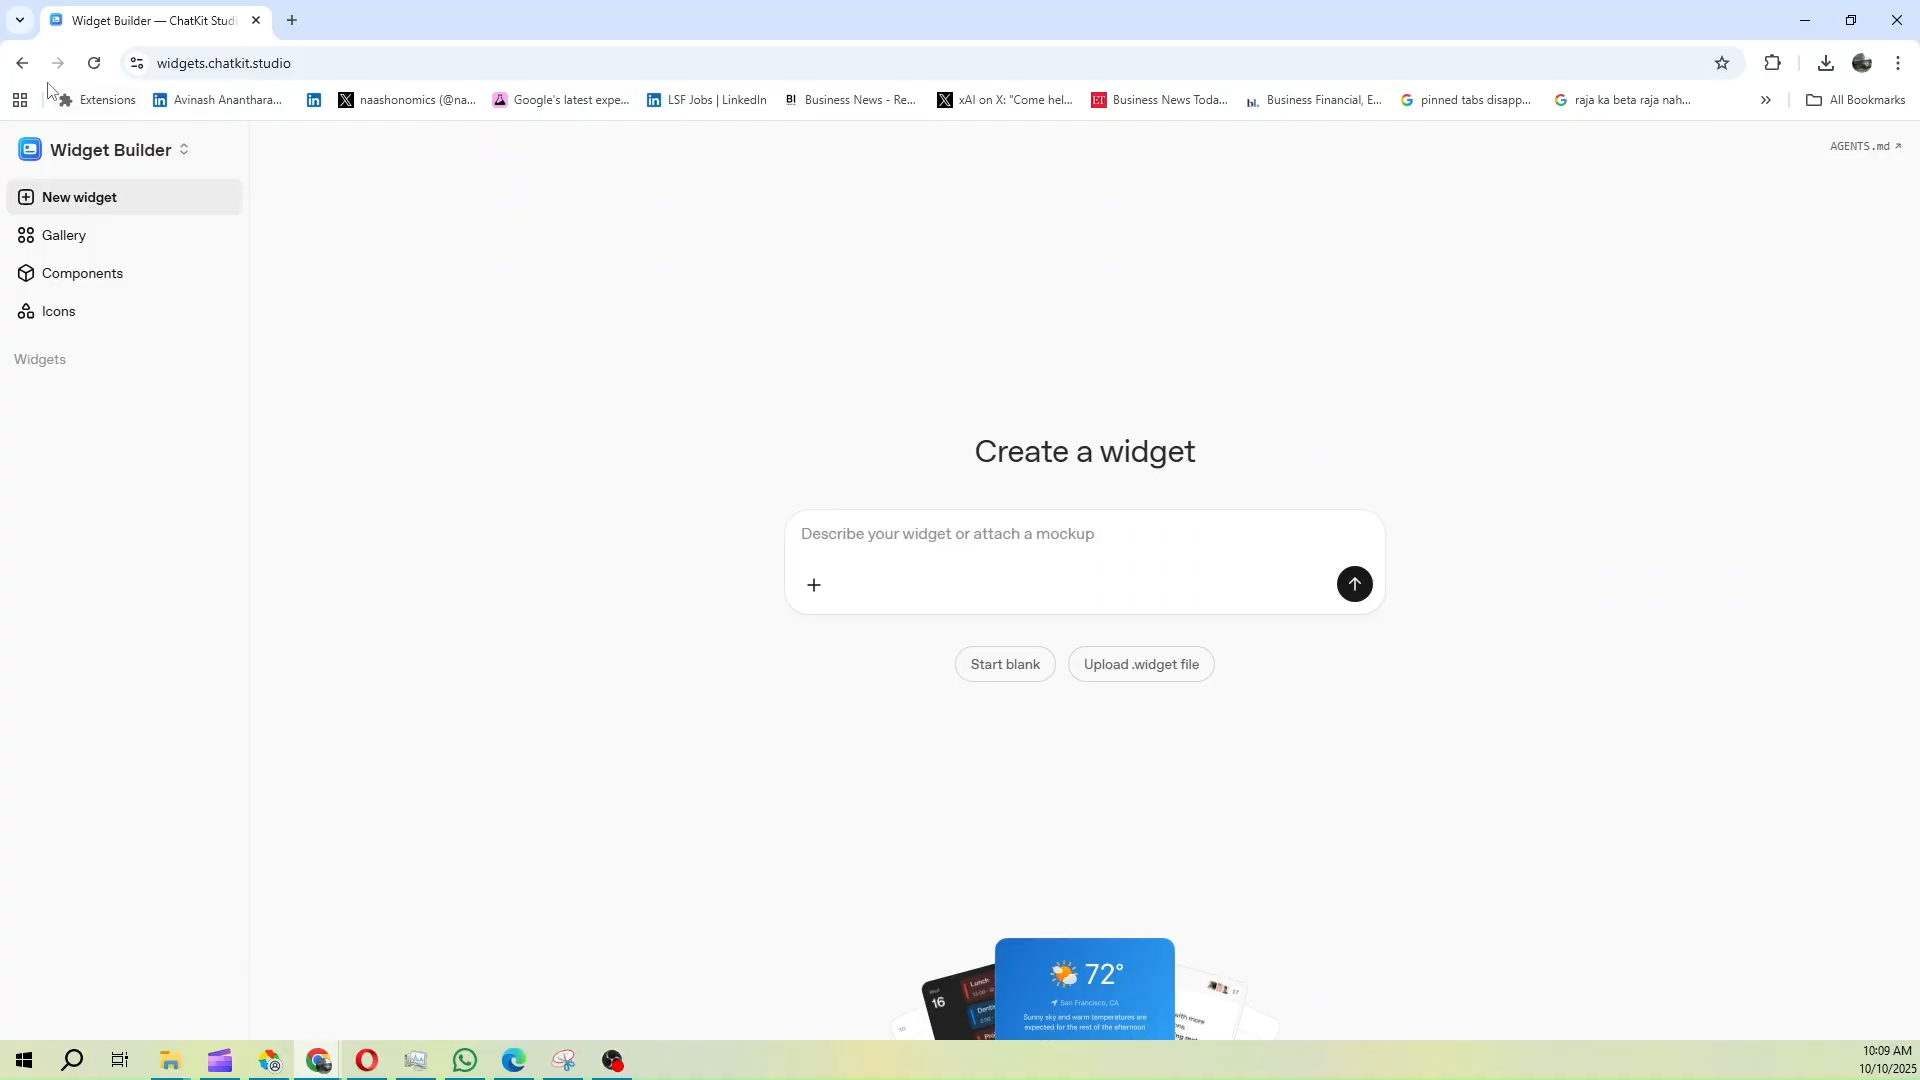 Widget Builder — ChatKit Studi
widgets.chatkit.studio
Extensions
Avinash Ananthara...
naashonomics (@na...
Google's latest expe...
LSF Jobs | LinkedIn
Business News - Re...
xAI on X: "Come hel...
Business News Toda...
Business Financial, E...
pinned tabs disapp...
raja ka beta raja nah...
All Bookmarks
Widget Builder
AGENTS.md
New widget
Gallery
Components
Icons
Widgets
Create a widget
Describe your widget or attach a mockup
Start blank
Upload .widget file
72°
San Francisco, CA
Sunny sky and warm temperatures are
expected for the rest of the afternoon
Wed
16
Lunch
17
with more
10:09 AM
10/10/2025